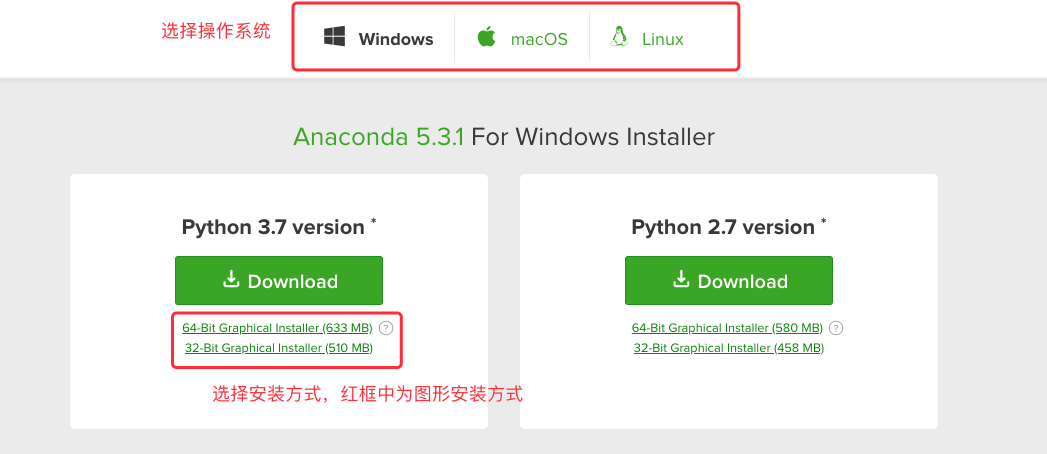 选择操作系统
Windows
macOS
Linux
Anaconda 5.3.1 For Windows Installer
Python 3.7 version *
Download
64-Bit Graphical Installer (633 MB) ?
32-Bit Graphical Installer (510 MB)
选择安装方式，红框中为图形安装方式
Python 2.7 version *
Download
64-Bit Graphical Installer (580 MB) ?
32-Bit Graphical Installer (458 MB)